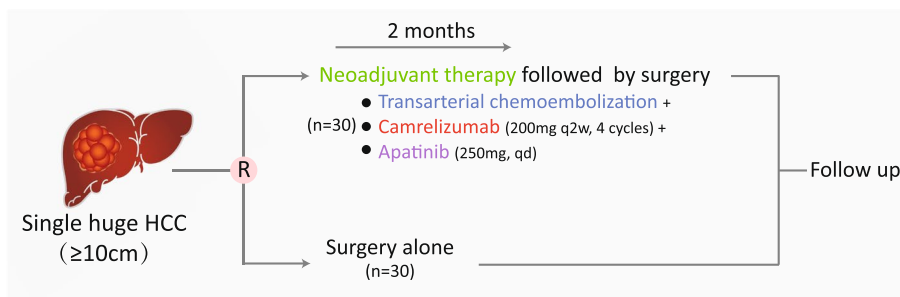 2 months
Neoadjuvant therapy followed by surgery
● Transarterial chemoembolization +
(n=30) ● Camrelizumab (200mg q2w, 4 cycles) +
● Apatinib (250mg, qd)
R
Follow up
Single huge HCC
（≥10cm）
Surgery alone
(n=30)